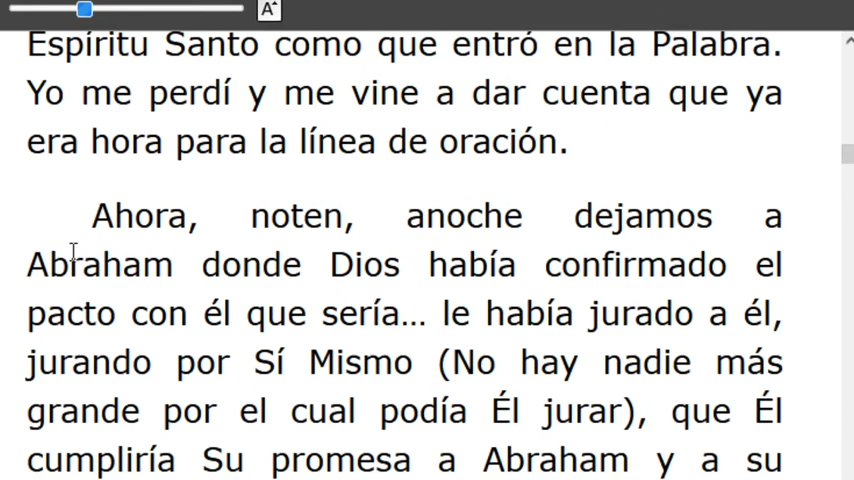 A
Espíritu Santo como que entró en la Palabra.
Yo me perdí y me vine a dar cuenta que ya
era hora para la línea de oración.
Ahora, noten, anoche dejamos a
Abraham donde Dios había confirmado el
pacto con él que sería… le había jurado a él,
jurando por Sí Mismo (No hay nadie más
grande por el cual podía Él jurar), que Él
cumpliría Su promesa a Abraham y a su